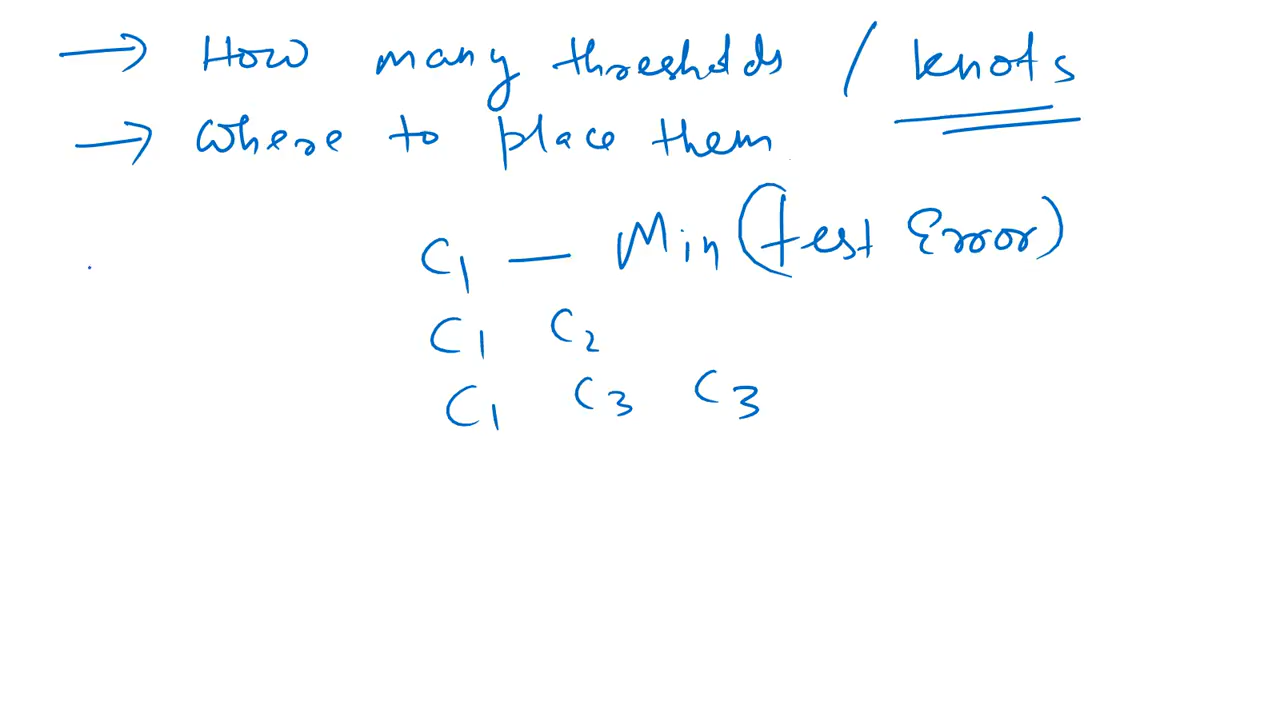 → How many thresholds / knots
→ Where to place them
C1 — Min (test Error)
C1 C2
C1 C3 C3